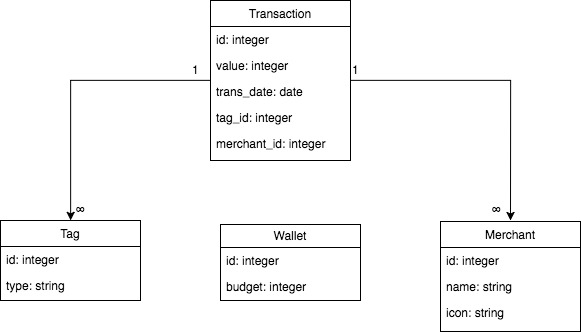 Transaction
id: integer
value: integer
trans_date: date
tag_id: integer
merchant_id: integer
1
1
∞
∞
Tag
id: integer
type: string
Wallet
id: integer
budget: integer
Merchant
id: integer
name: string
icon: string